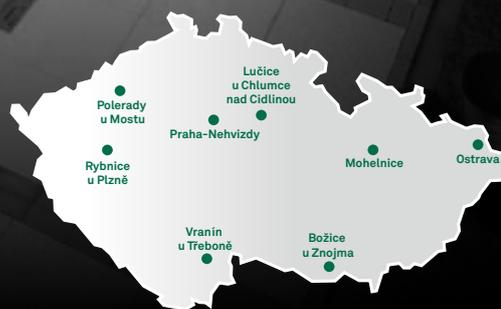 Lučice
u Chlumce
nad Cidlinou
Polerady
u Mostu
Praha-Nehvizdy
Rybnice
u Plzně
Mohelnice
Ostrava
Vranín
u Třeboně
Božice
u Znojma